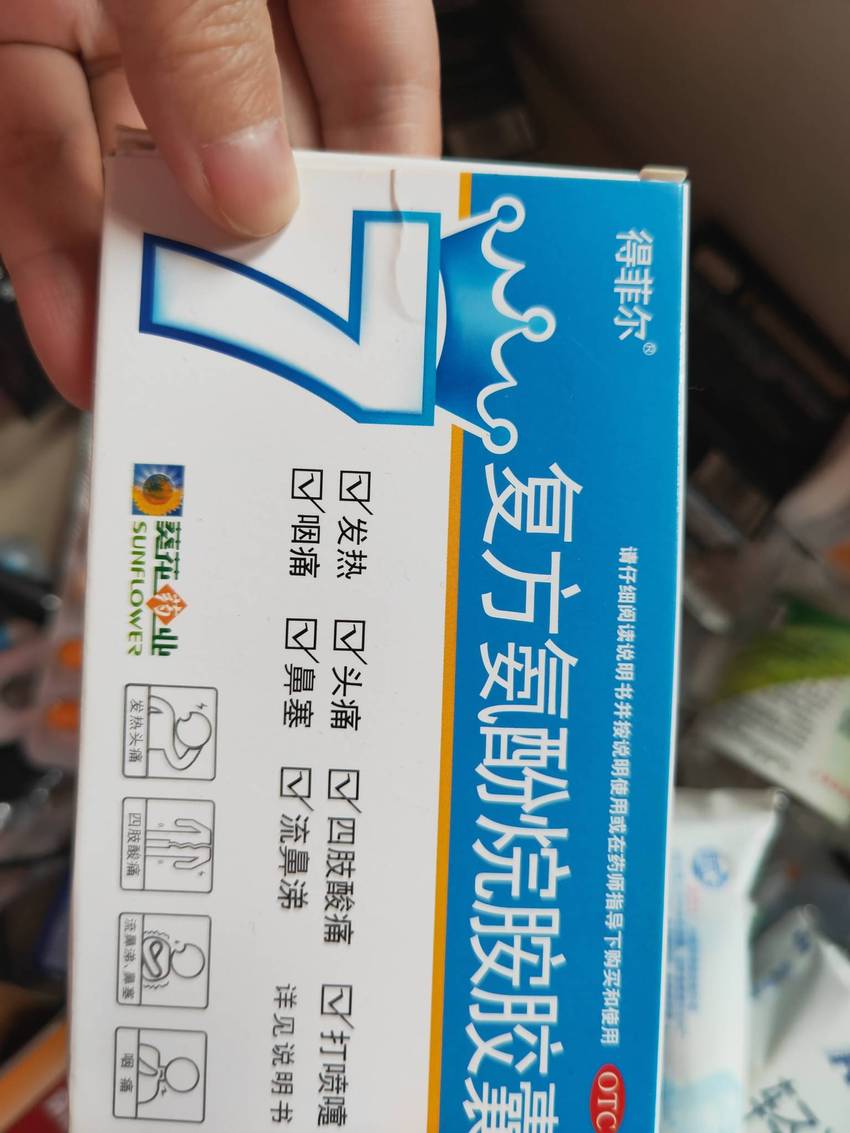 得菲尔®
请仔细阅读说明书并按说明使用或在药师指导下购买和使用
OTC
复方氨酚烷胺胶囊
7
发热 头痛 四肢酸痛 打喷嚏
咽痛 鼻塞 流鼻涕 详见说明书
葵花药业
SUNFLOWER
发热头痛
四肢酸痛
流鼻涕、鼻塞
咽痛